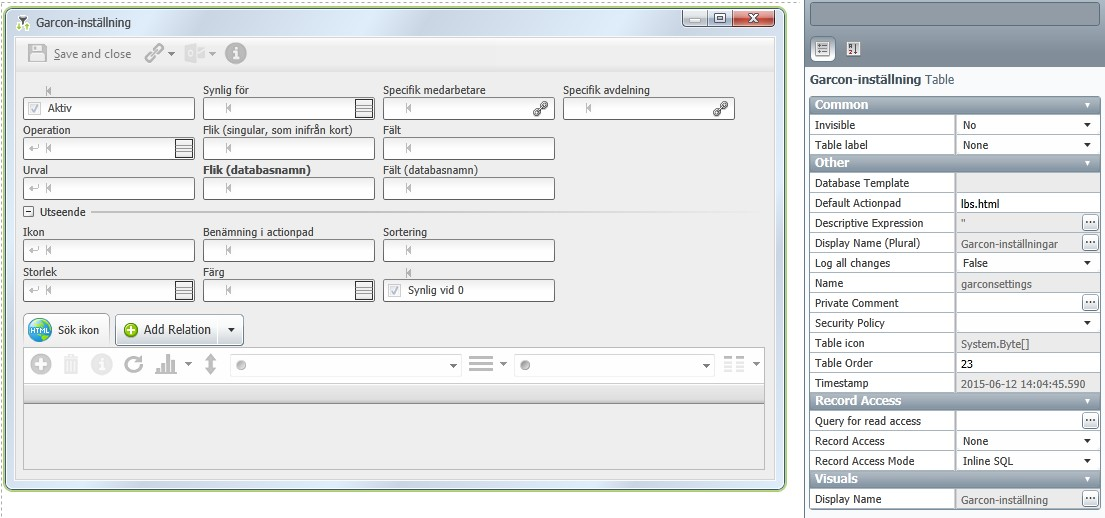 Garcon-inställning
Save and close
Aktiv
Synlig för
Specifik medarbetare
Specifik avdelning
Operation
Flik (singular, som inifrån kort)
Fält
Urval
Flik (databasnamn)
Fält (databasnamn)
Utseende
Ikon
Benämning i actionpad
Sortering
Storlek
Färg
Synlig vid 0
HTML
Sök ikon
Add Relation
Garcon-inställning Table
Common
Invisible No
Table label None
Other
Database Template
Default Actionpad lbs.html
Descriptive Expression ''
Display Name (Plural) Garcon-inställningar
Log all changes False
Name garconsettings
Private Comment
Security Policy
Table icon System.Byte[]
Table Order 23
Timestamp 2015-06-12 14:04:45.590
Record Access
Query for read access
Record Access None
Record Access Mode Inline SQL
Visuals
Display Name Garcon-inställning